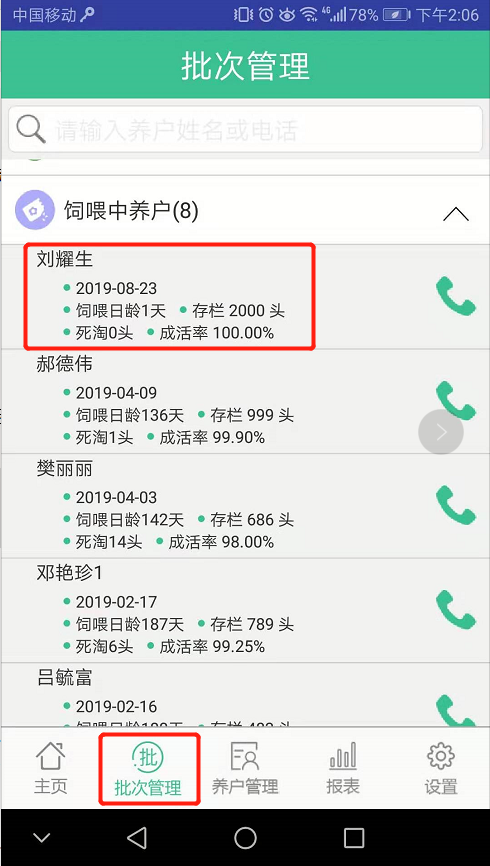 中国移动 4G 78% 下午2:06
批次管理
请输入养户姓名或电话
饲喂中养户(8)
刘耀生
2019-08-23
饲喂日龄1天 存栏 2000 头
死淘0头 成活率 100.00%
郝德伟
2019-04-09
饲喂日龄136天 存栏 999 头
死淘1头 成活率 99.90%
樊丽丽
2019-04-03
饲喂日龄142天 存栏 686 头
死淘14头 成活率 98.00%
邓艳珍1
2019-02-17
饲喂日龄187天 存栏 789 头
死淘6头 成活率 99.25%
吕毓富
2019-02-16
批
主页 批次管理 养户管理 报表 设置